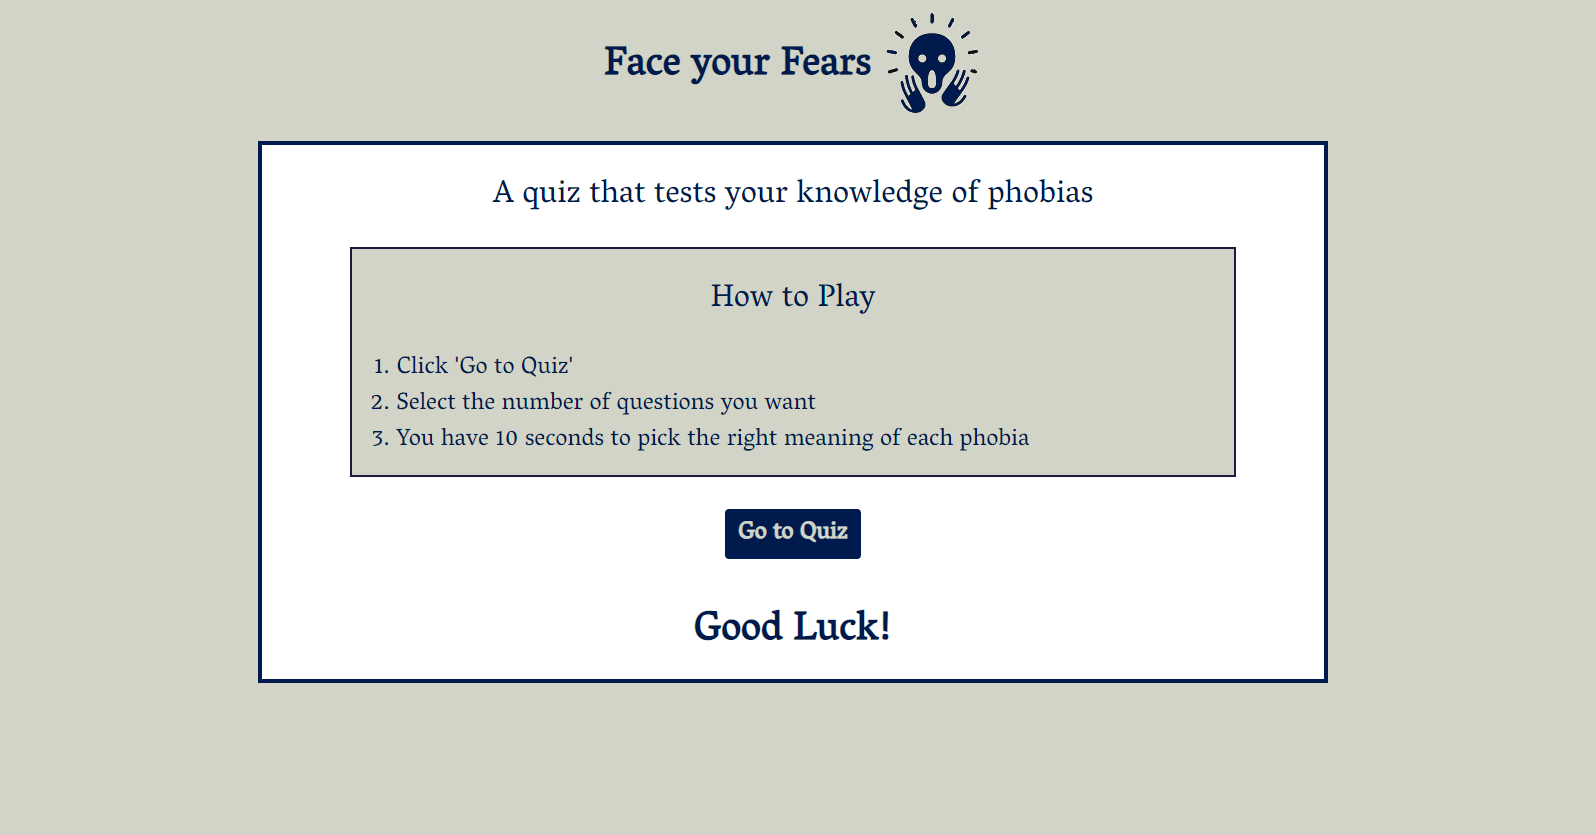 Face your Fears
A quiz that tests your knowledge of phobias
How to Play
1. Click 'Go to Quiz'
2. Select the number of questions you want
3. You have 10 seconds to pick the right meaning of each phobia
Go to Quiz
Good Luck!